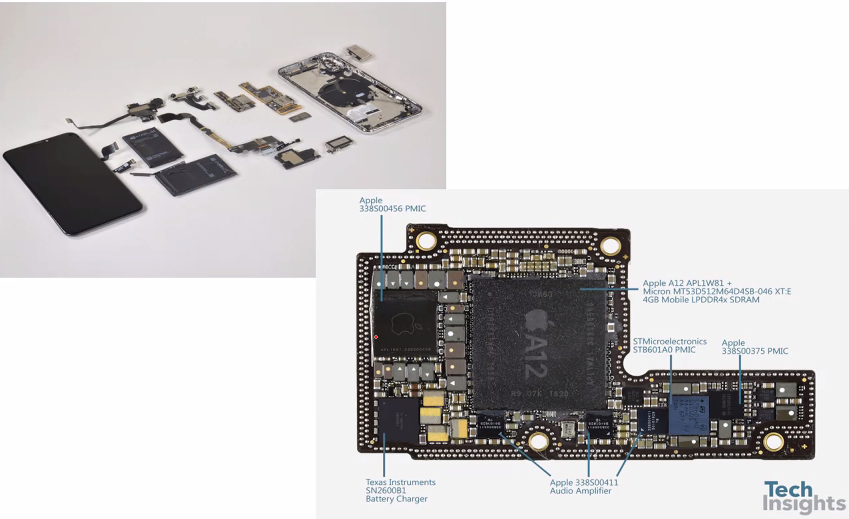 Apple
338S00456 PMIC
Apple A12 APL1W81 +
Micron MT53D512M64D4SB-046 XT:E
4GB Mobile LPDDR4x SDRAM
STMicroelectronics
STB601A0 PMIC
Apple
338S00375 PMIC
A12
Texas Instruments
SN2600B1
Battery Charger
Apple 338S00411
Audio Amplifier
Tech
Insights